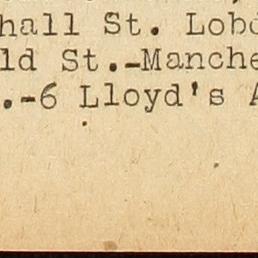 hall St. Lobd
ld St.-Manche
.-6 Lloyd's A